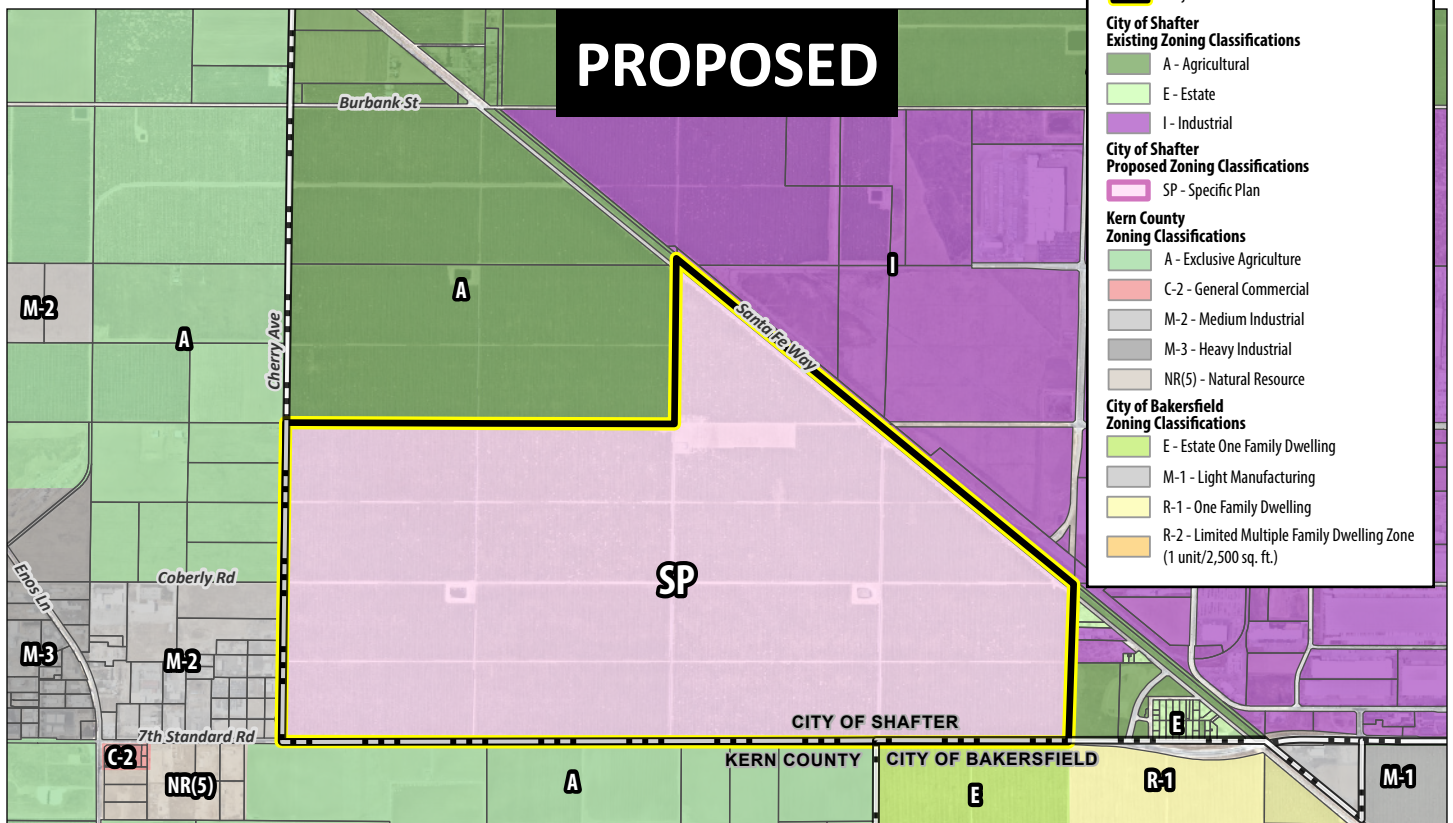 PROPOSED
Burbank St
Cherry Ave
Santa Fe Way
Coberly Rd
Enos Ln
7th Standard Rd
M-2
A
A
I
SP
M-3
M-2
C-2
NR(5)
A
E
E
R-1
M-1
CITY OF SHAFTER
KERN COUNTY
CITY OF BAKERSFIELD
City of Shafter
Existing Zoning Classifications
A - Agricultural
E - Estate
I - Industrial
City of Shafter
Proposed Zoning Classifications
SP - Specific Plan
Kern County
Zoning Classifications
A - Exclusive Agriculture
C-2 - General Commercial
M-2 - Medium Industrial
M-3 - Heavy Industrial
NR(5) - Natural Resource
City of Bakersfield
Zoning Classifications
E - Estate One Family Dwelling
M-1 - Light Manufacturing
R-1 - One Family Dwelling
R-2 - Limited Multiple Family Dwelling Zone
(1 unit/2,500 sq. ft.)